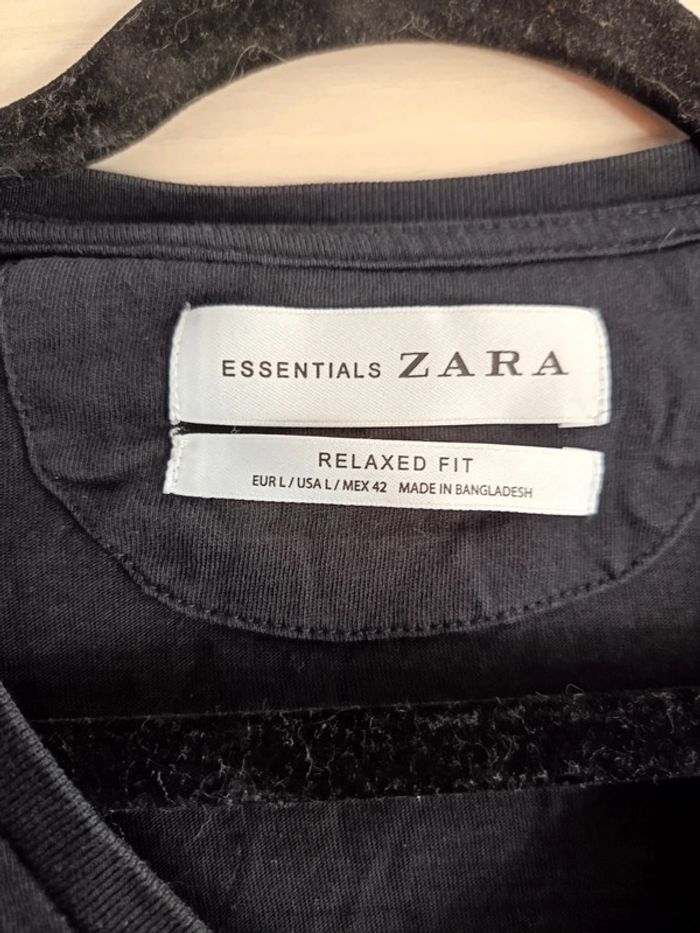 ESSENTIALS ZARA
RELAXED FIT
EUR L / USA L / MEX 42 MADE IN BANGLADESH